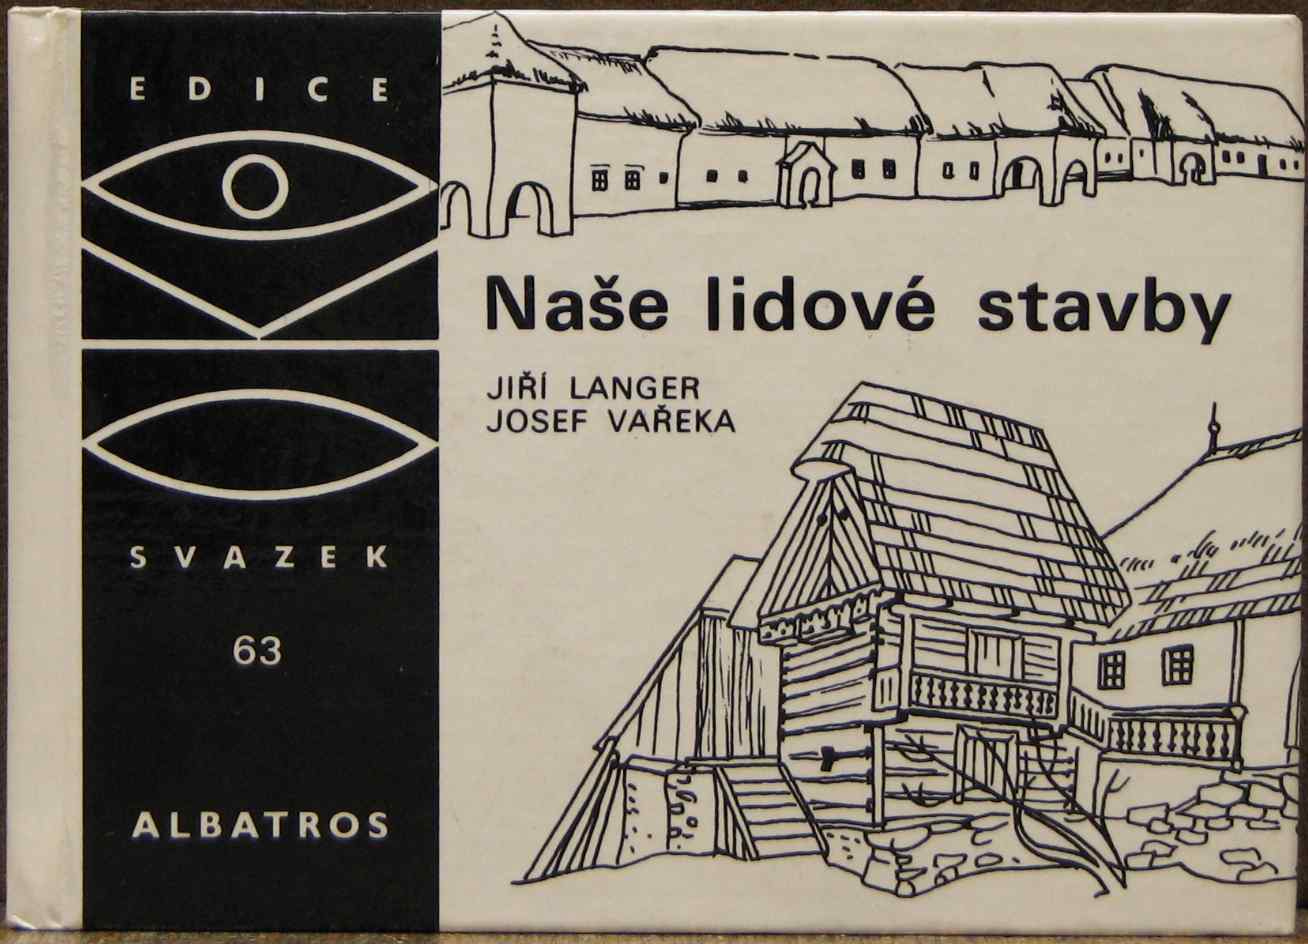 EDICE
SVAZEK
63
ALBATROS
Naše lidové stavby
JIŘÍ LANGER
JOSEF VAŘEKA